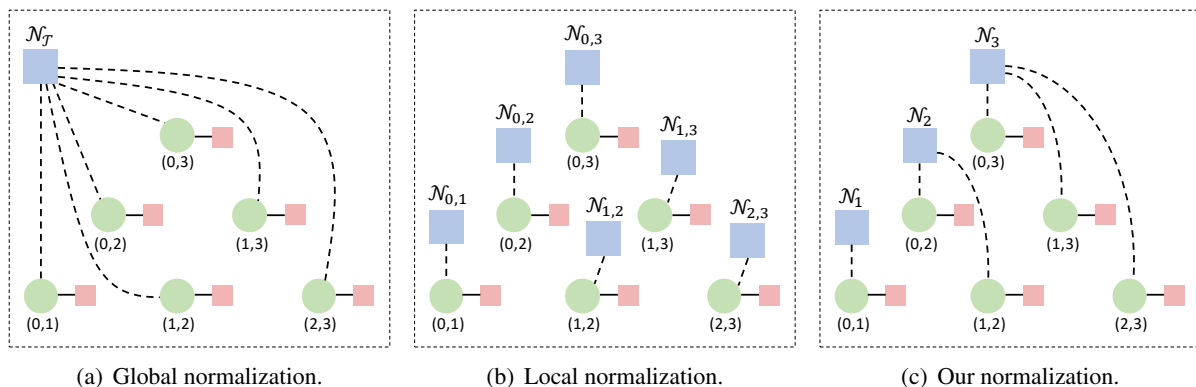 𝒩_𝒯
(0,3)
(0,2)
(1,3)
(0,1)
(1,2)
(2,3)
(a) Global normalization.
𝒩_{0,3}
𝒩_{0,2}
𝒩_{1,3}
(0,3)
𝒩_{0,1}
𝒩_{1,2}
𝒩_{2,3}
(0,2)
(1,3)
(0,1)
(1,2)
(2,3)
(b) Local normalization.
𝒩_3
𝒩_2
(0,3)
𝒩_1
(0,2)
(1,3)
(0,1)
(1,2)
(2,3)
(c) Our normalization.